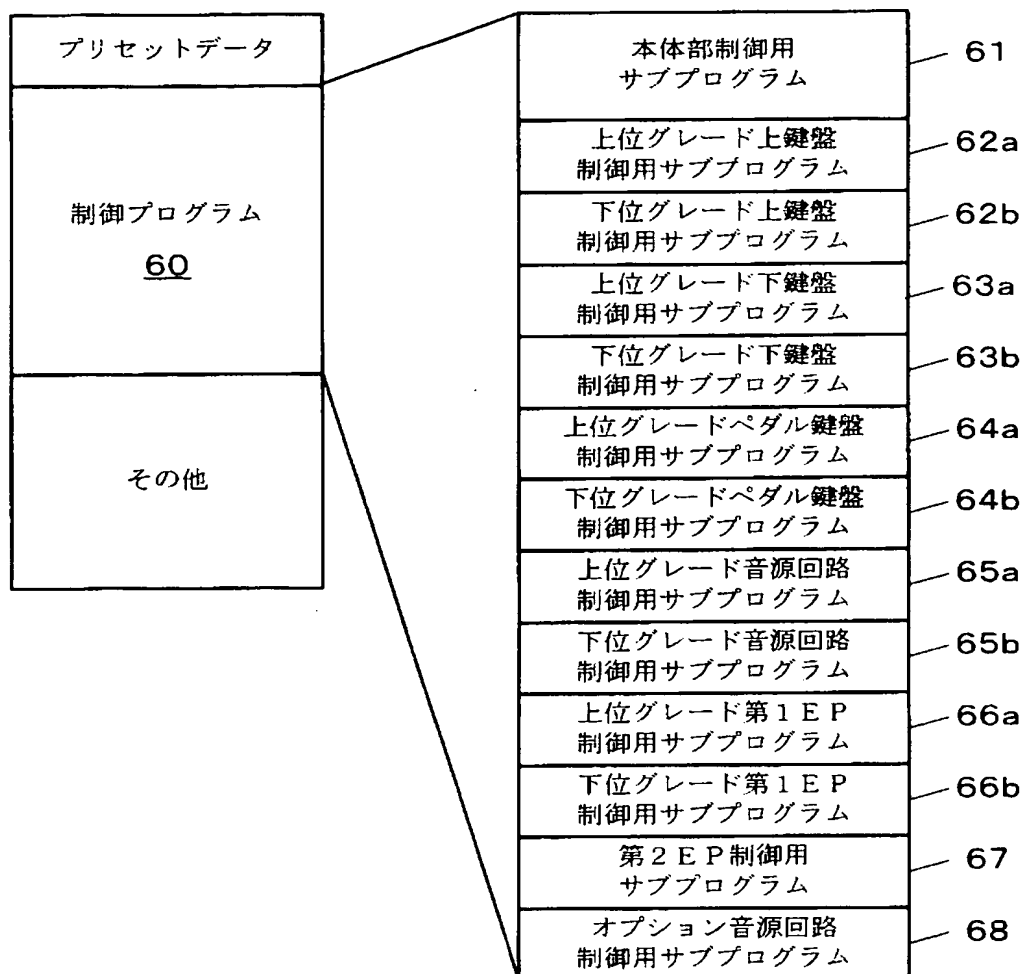 プリセットデータ
制御プログラム
60
その他
本体部制御用
サブプログラム
61
上位グレード上鍵盤
制御用サブプログラム
62a
下位グレード上鍵盤
制御用サブプログラム
62b
上位グレード下鍵盤
制御用サブプログラム
63a
下位グレード下鍵盤
制御用サブプログラム
63b
上位グレードペダル鍵盤
制御用サブプログラム
64a
下位グレードペダル鍵盤
制御用サブプログラム
64b
上位グレード音源回路
制御用サブプログラム
65a
下位グレード音源回路
制御用サブプログラム
65b
上位グレード第1EP
制御用サブプログラム
66a
下位グレード第1EP
制御用サブプログラム
66b
第2EP制御用
サブプログラム
67
オプション音源回路
制御用サブプログラム
68